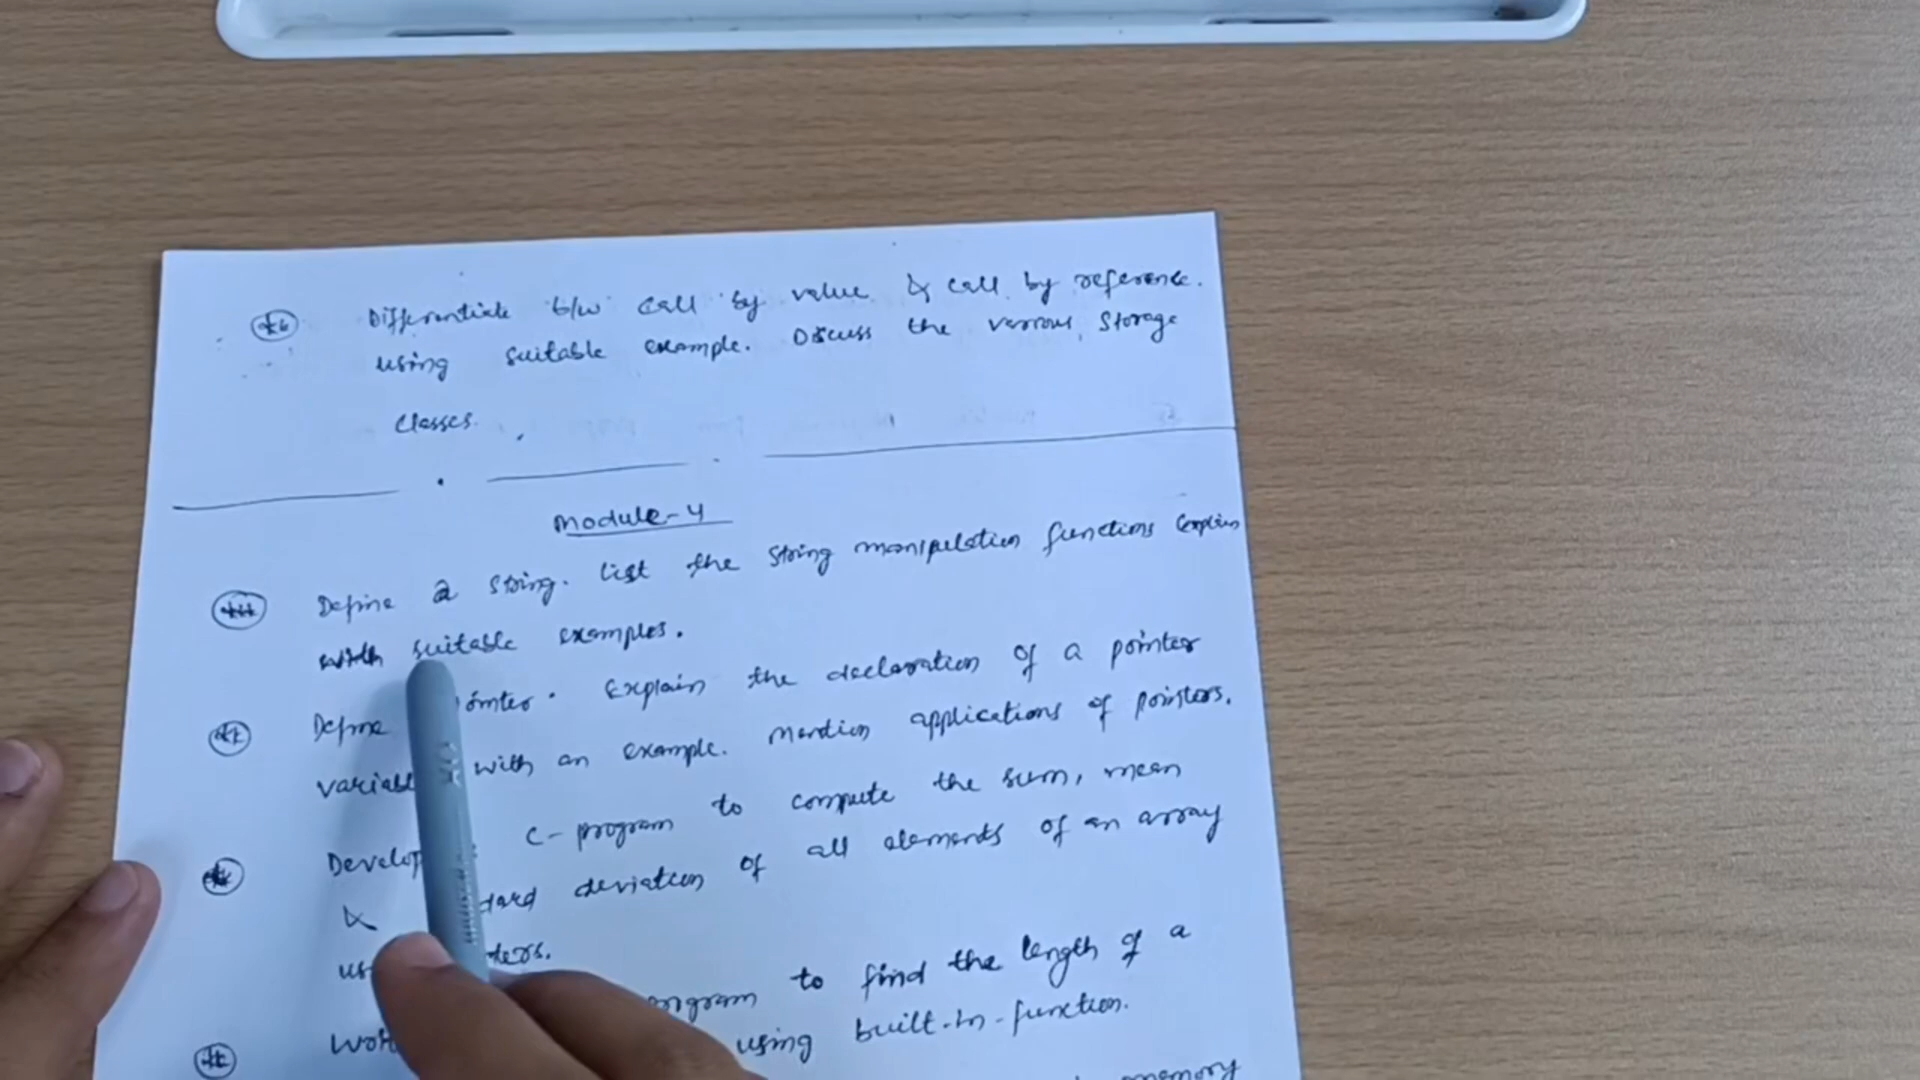 Differentiate b/w call by value & call by reference.
using suitable example. Discuss the various storage
classes.
Module-4
Define a string. List the string manipulation functions Explain
with suitable examples.
Define pointer. Explain the declaration of a pointer
variable with an example. Mention applications of pointers.
Develop C-program to compute the sum, mean
& deviation of all elements of an array
program to find the length of a
using built-in-function.
memory